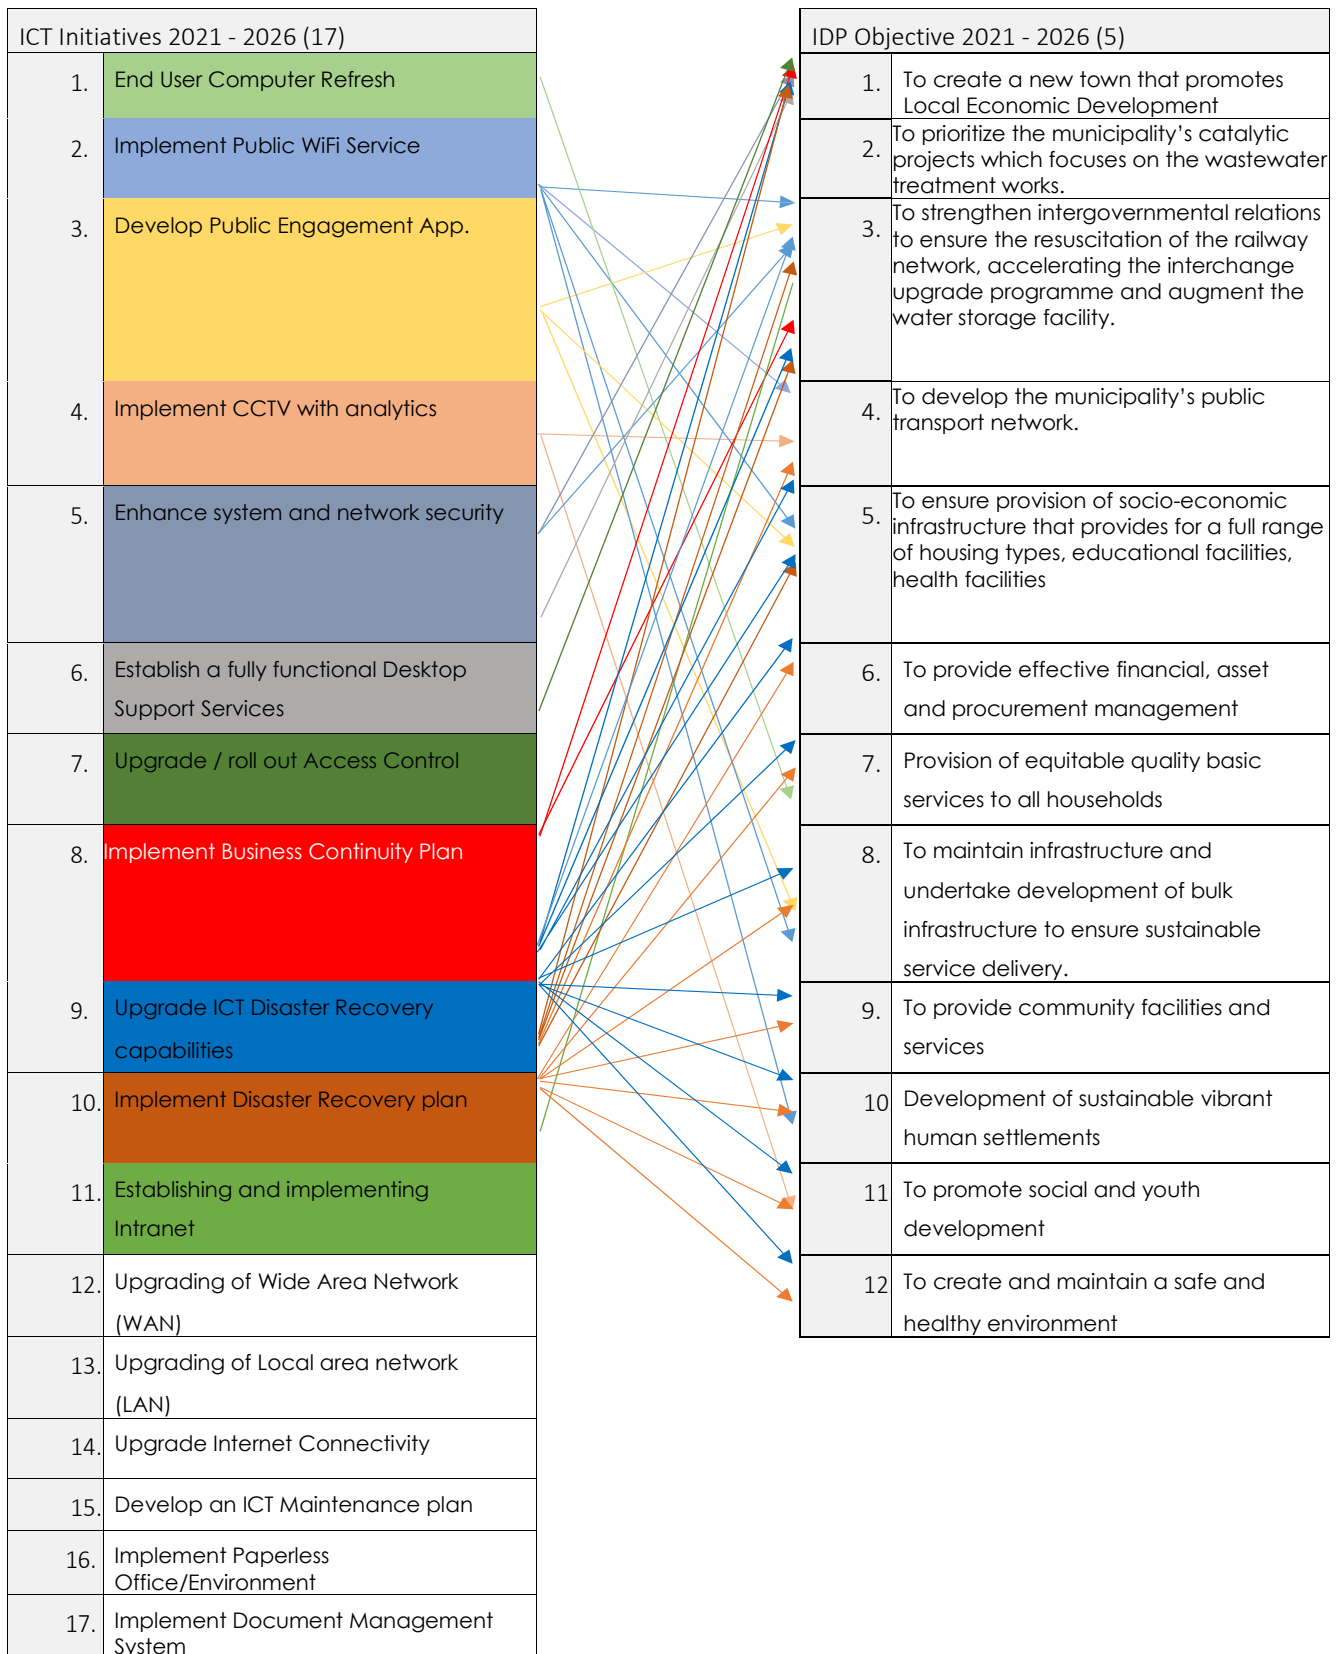 ICT Initiatives 2021 - 2026 (17)
1. End User Computer Refresh
2. Implement Public WiFi Service
3. Develop Public Engagement App.
4. Implement CCTV with analytics
5. Enhance system and network security
6. Establish a fully functional Desktop
Support Services
7. Upgrade / roll out Access Control
8. Implement Business Continuity Plan
9. Upgrade ICT Disaster Recovery
capabilities
10. Implement Disaster Recovery plan
11. Establishing and implementing
Intranet
12. Upgrading of Wide Area Network
(WAN)
13. Upgrading of Local area network
(LAN)
14. Upgrade Internet Connectivity
15. Develop an ICT Maintenance plan
16. Implement Paperless
Office/Environment
17. Implement Document Management
System
IDP Objective 2021 - 2026 (5)
1. To create a new town that promotes
Local Economic Development
2. To prioritize the municipality's catalytic
projects which focuses on the wastewater
treatment works.
3. To strengthen intergovernmental relations
to ensure the resuscitation of the railway
network, accelerating the interchange
upgrade programme and augment the
water storage facility.
4. To develop the municipality's public
transport network.
5. To ensure provision of socio-economic
infrastructure that provides for a full range
of housing types, educational facilities,
health facilities
6. To provide effective financial, asset
and procurement management
7. Provision of equitable quality basic
services to all households
8. To maintain infrastructure and
undertake development of bulk
infrastructure to ensure sustainable
service delivery.
9. To provide community facilities and
services
10 Development of sustainable vibrant
human settlements
11 To promote social and youth
development
12 To create and maintain a safe and
healthy environment